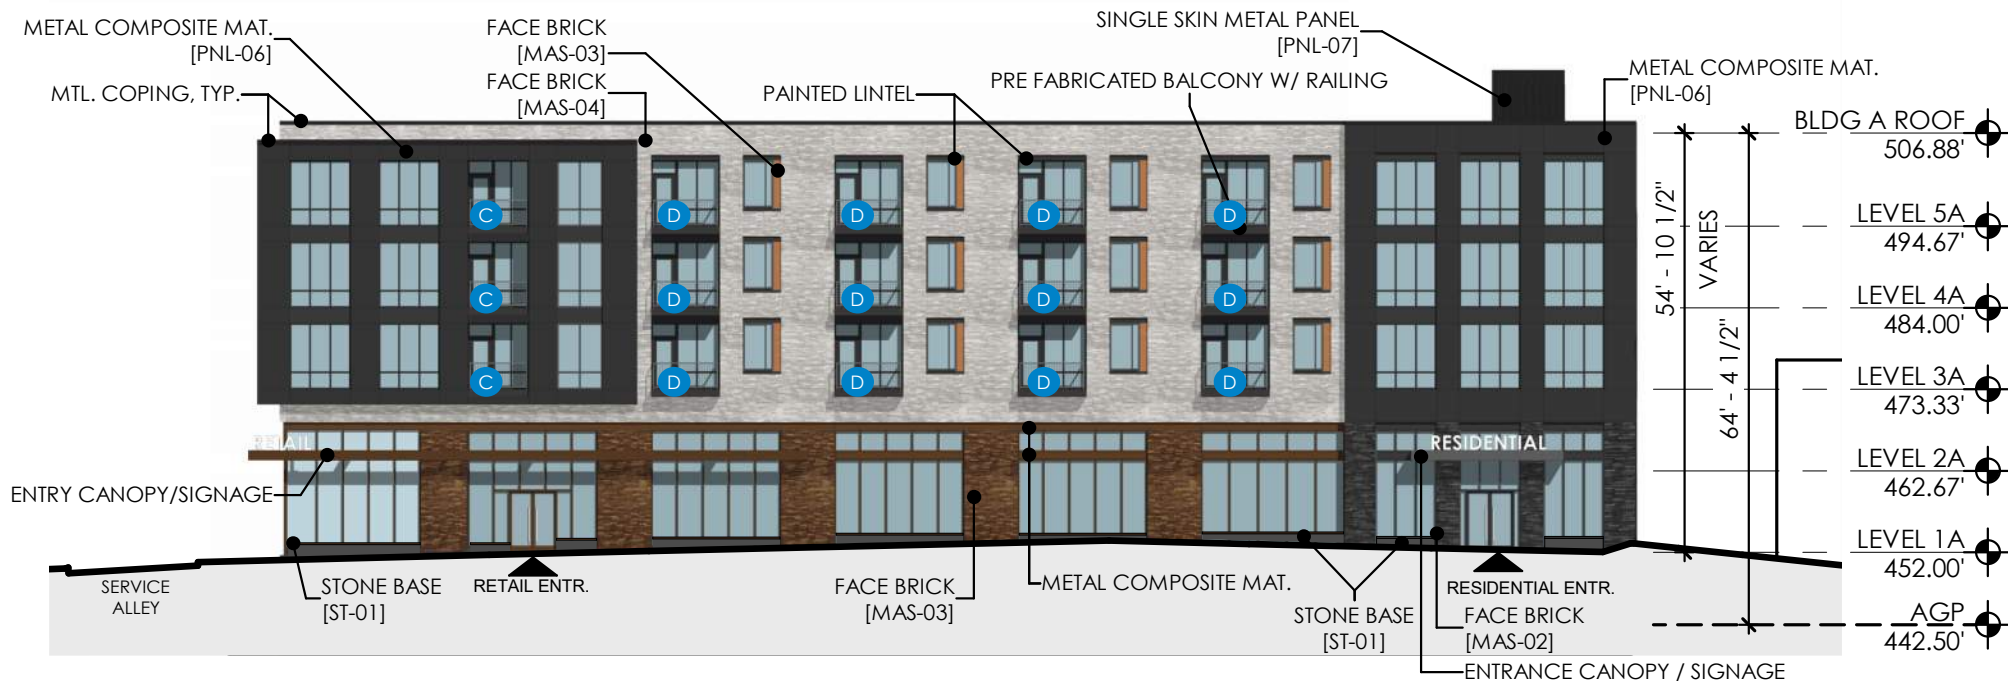 METAL COMPOSITE MAT.
[PNL-06]
MTL. COPING, TYP.
FACE BRICK
[MAS-03]
FACE BRICK
[MAS-04]
PAINTED LINTEL
SINGLE SKIN METAL PANEL
[PNL-07]
PRE FABRICATED BALCONY W/ RAILING
METAL COMPOSITE MAT.
[PNL-06]
BLDG A ROOF
506.88'
LEVEL 5A
494.67'
LEVEL 4A
484.00'
LEVEL 3A
473.33'
LEVEL 2A
462.67'
LEVEL 1A
452.00'
AGP
442.50'
54' - 10 1/2"
VARIES
64' - 4 1/2"
C D D D D
C D D D D
C D D D D
RETAIL
RESIDENTIAL
ENTRY CANOPY/SIGNAGE
SERVICE
ALLEY
STONE BASE
[ST-01]
RETAIL ENTR.
FACE BRICK
[MAS-03]
METAL COMPOSITE MAT.
RESIDENTIAL ENTR.
STONE BASE
[ST-01]
FACE BRICK
[MAS-02]
ENTRANCE CANOPY / SIGNAGE